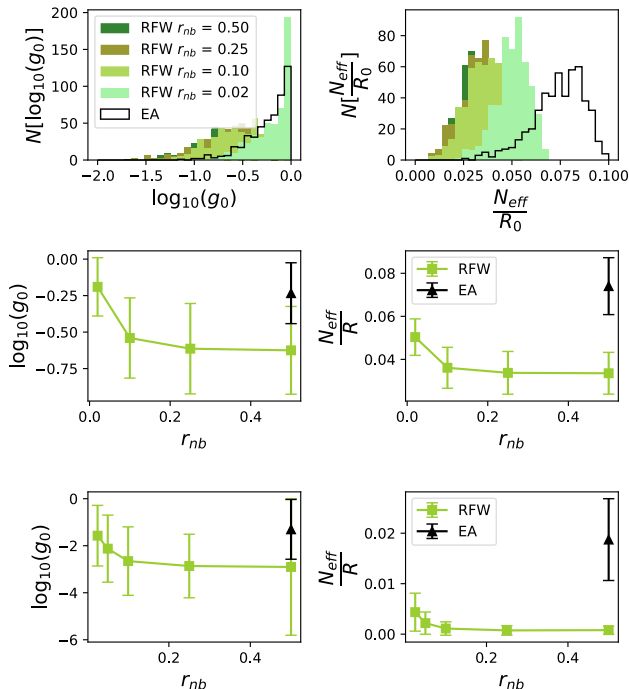 N[log10(g0)]
200
150
100
50
0
RFW r_nb = 0.50
RFW r_nb = 0.25
RFW r_nb = 0.10
RFW r_nb = 0.02
EA
−2.0 −1.5 −1.0 −0.5 0.0
log10(g0)
N[N_eff/R0]
80
60
40
20
0
0.000 0.025 0.050 0.075 0.100
N_eff/R0
log10(g0)
0.00
−0.25
−0.50
−0.75
0.0 0.2 0.4
r_nb
N_eff/R
0.08
0.06
0.04
RFW
EA
0.0 0.2 0.4
r_nb
log10(g0)
0
−2
−4
−6
0.2 0.4
r_nb
N_eff/R
0.02
0.01
0.00
RFW
EA
0.2 0.4
r_nb